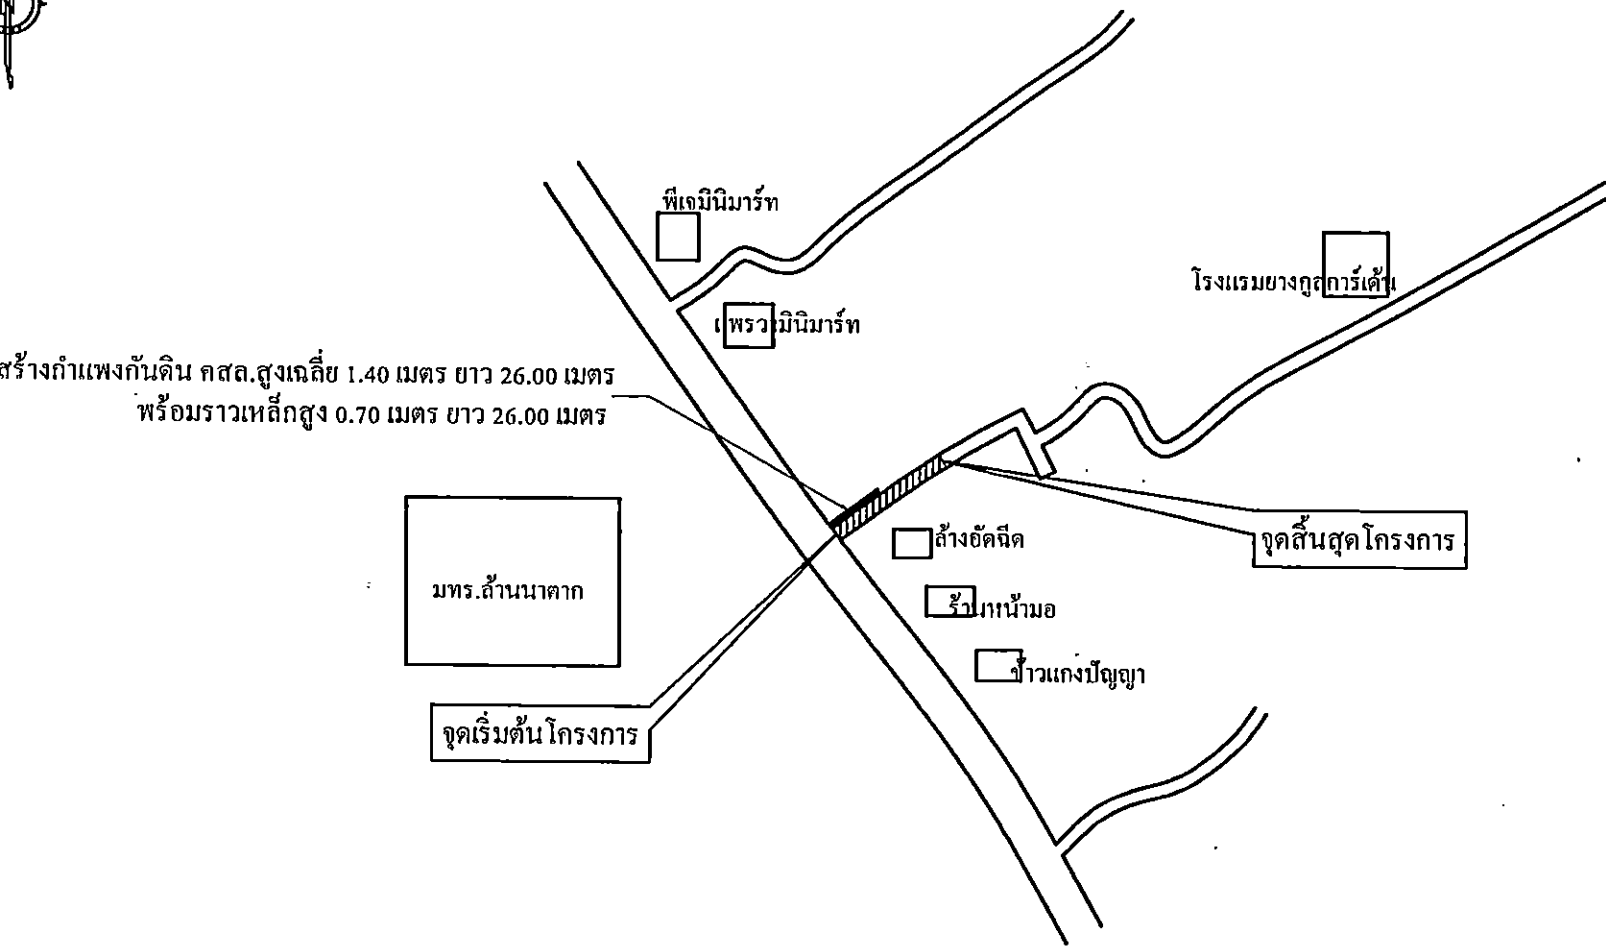 พีเจมินิมาร์ท
โรงแรมยางกูลการ์เด้น
แพรวมินิมาร์ท
สร้างกำแพงกันดิน คสล.สูงเฉลี่ย 1.40 เมตร ยาว 26.00 เมตร
พร้อมราวเหล็กสูง 0.70 เมตร ยาว 26.00 เมตร
ล้างอัดฉีด
จุดสิ้นสุดโครงการ
มทร.ล้านนาตาก
ร้านหน้ามอ
ข้าวแกงปัญญา
จุดเริ่มต้นโครงการ